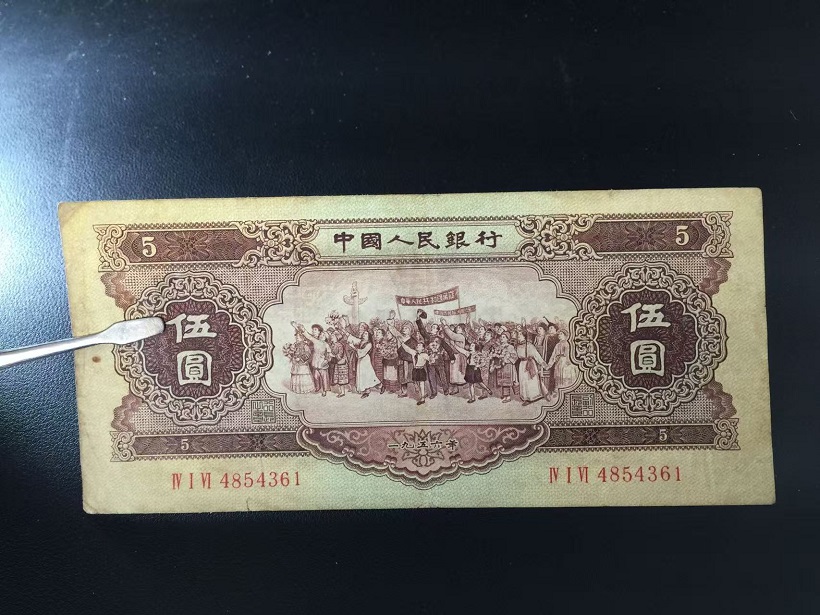 5 中國人民銀行 5
伍圓 伍圓
5 一九五六年 5
Ⅳ Ⅰ Ⅵ 4854361 Ⅳ Ⅰ Ⅵ 4854361